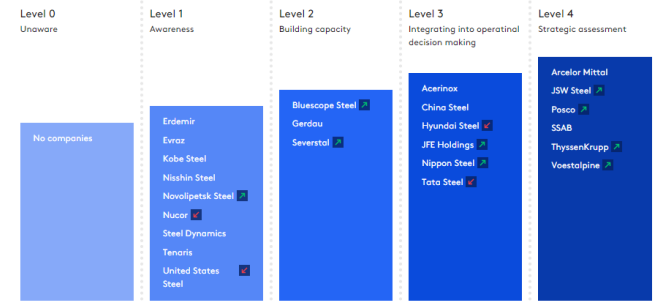 Level 0
Unaware
No companies
Level 1
Awareness
Erdemir
Evraz
Kobe Steel
Nisshin Steel
Novolipetsk Steel
Nucor
Steel Dynamics
Tenaris
United States
Steel
Level 2
Building capacity
Bluescope Steel
Gerdau
Severstal
Level 3
Integrating into operatinal
decision making
Acerinox
China Steel
Hyundai Steel
JFE Holdings
Nippon Steel
Tata Steel
Level 4
Strategic assessment
Arcelor Mittal
JSW Steel
Posco
SSAB
ThyssenKrupp
Voestalpine